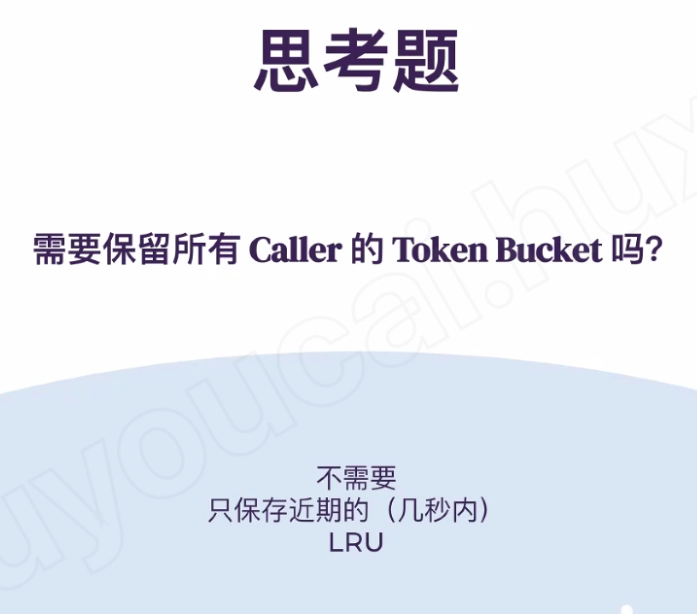 思考题
需要保留所有 Caller 的 Token Bucket 吗？
不需要
只保存近期的（几秒内）
LRU